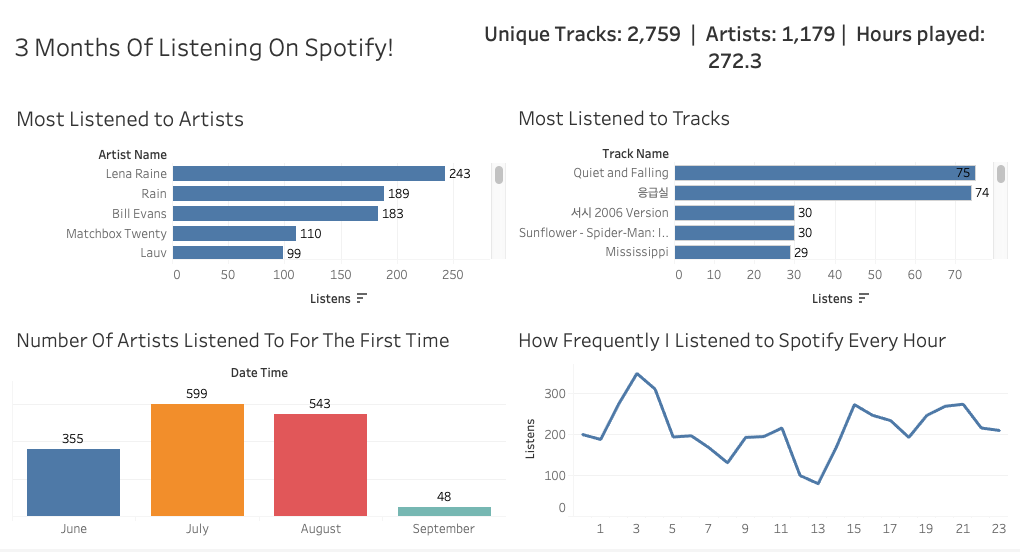 3 Months Of Listening On Spotify!
Unique Tracks: 2,759 | Artists: 1,179 | Hours played:
272.3
Most Listened to Artists
Artist Name
Lena Raine 243
Rain 189
Bill Evans 183
Matchbox Twenty 110
Lauv 99
0 50 100 150 200 250
Listens
Most Listened to Tracks
Track Name
Quiet and Falling 75
응급실 74
서시 2006 Version 30
Sunflower - Spider-Man: I.. 30
Mississippi 29
0 10 20 30 40 50 60 70
Listens
Number Of Artists Listened To For The First Time
Date Time
355 599 543 48
June July August September
How Frequently I Listened to Spotify Every Hour
Listens
300
200
100
0
1 3 5 7 9 11 13 15 17 19 21 23